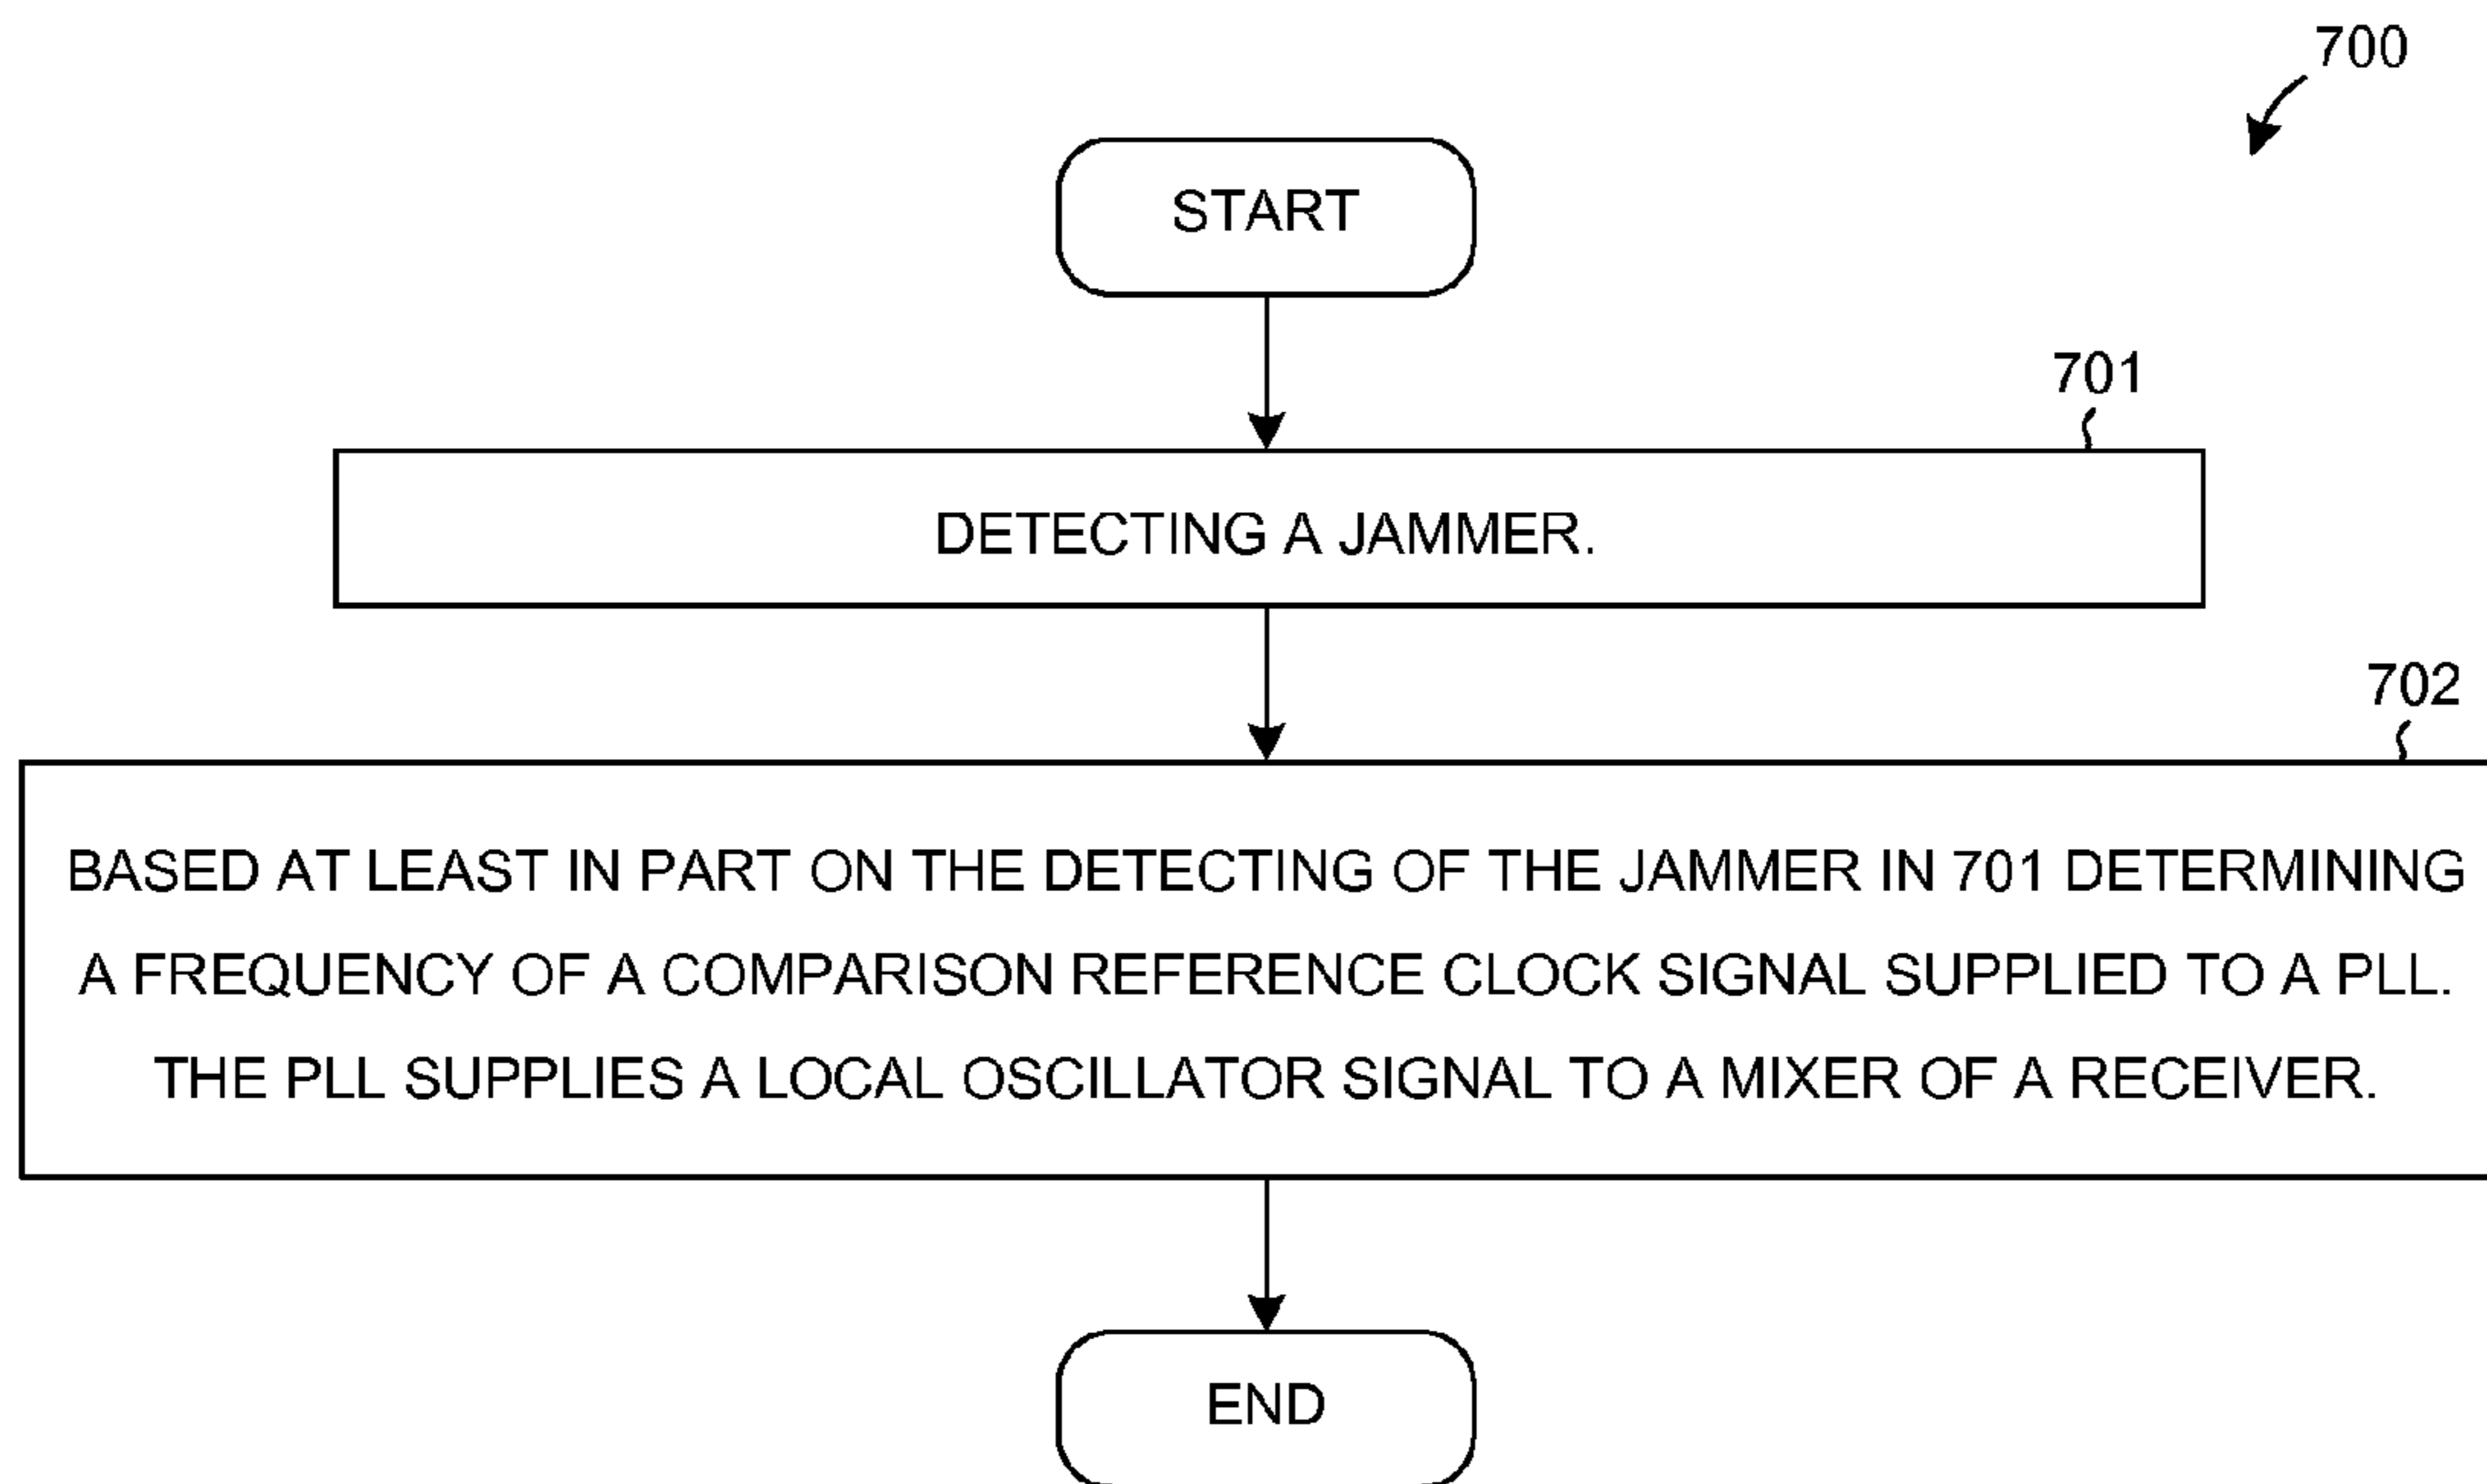 700
START
701
DETECTING A JAMMER.
702
BASED AT LEAST IN PART ON THE DETECTING OF THE JAMMER IN 701 DETERMINING
A FREQUENCY OF A COMPARISON REFERENCE CLOCK SIGNAL SUPPLIED TO A PLL.
THE PLL SUPPLIES A LOCAL OSCILLATOR SIGNAL TO A MIXER OF A RECEIVER.
END